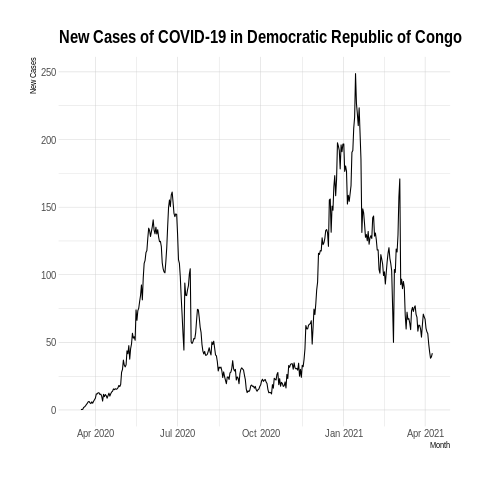 New Cases of COVID-19 in Democratic Republic of Congo
New Cases
250
200
150
100
50
0
Apr 2020
Jul 2020
Oct 2020
Jan 2021
Apr 2021
Month